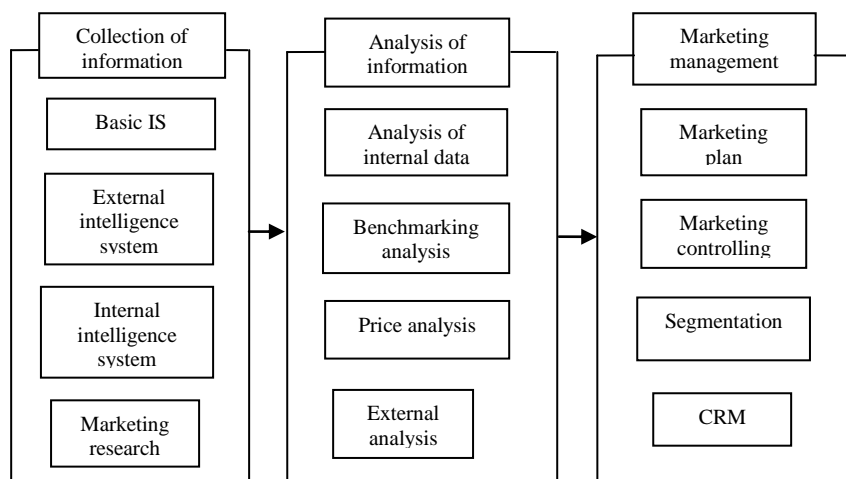 Collection of
information
Basic IS
External
intelligence
system
Internal
intelligence
system
Marketing
research
Analysis of
information
Analysis of
internal data
Benchmarking
analysis
Price analysis
External
analysis
Marketing
management
Marketing
plan
Marketing
controlling
Segmentation
CRM